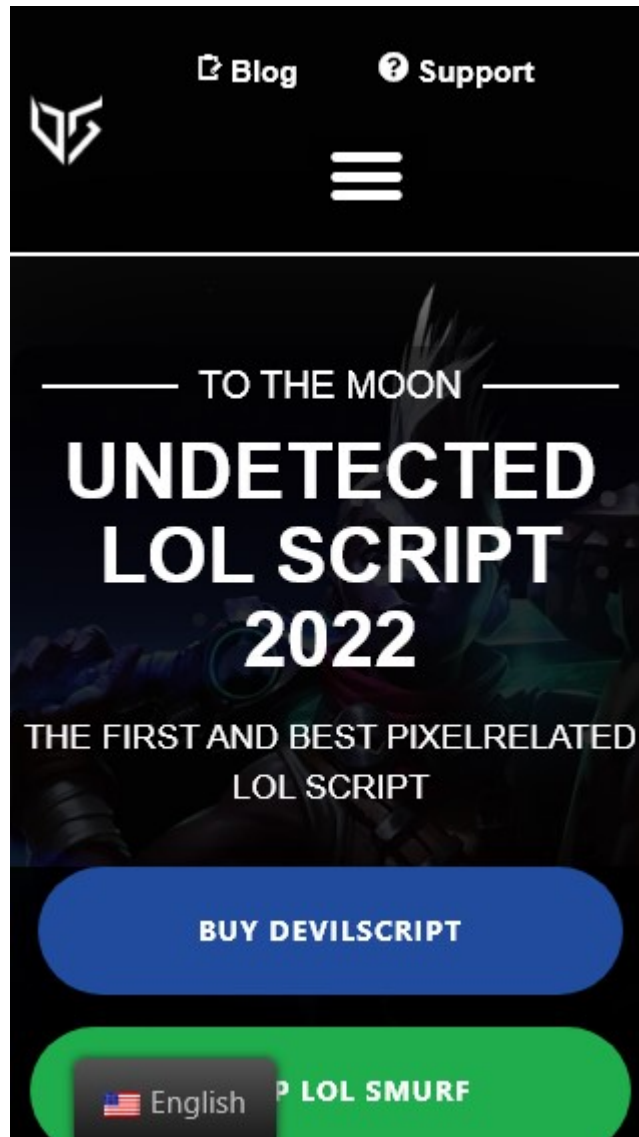 Blog
Support
TO THE MOON
UNDETECTED
LOL SCRIPT
2022
THE FIRST AND BEST PIXELRELATED
LOL SCRIPT
BUY DEVILSCRIPT
P LOL SMURF
English